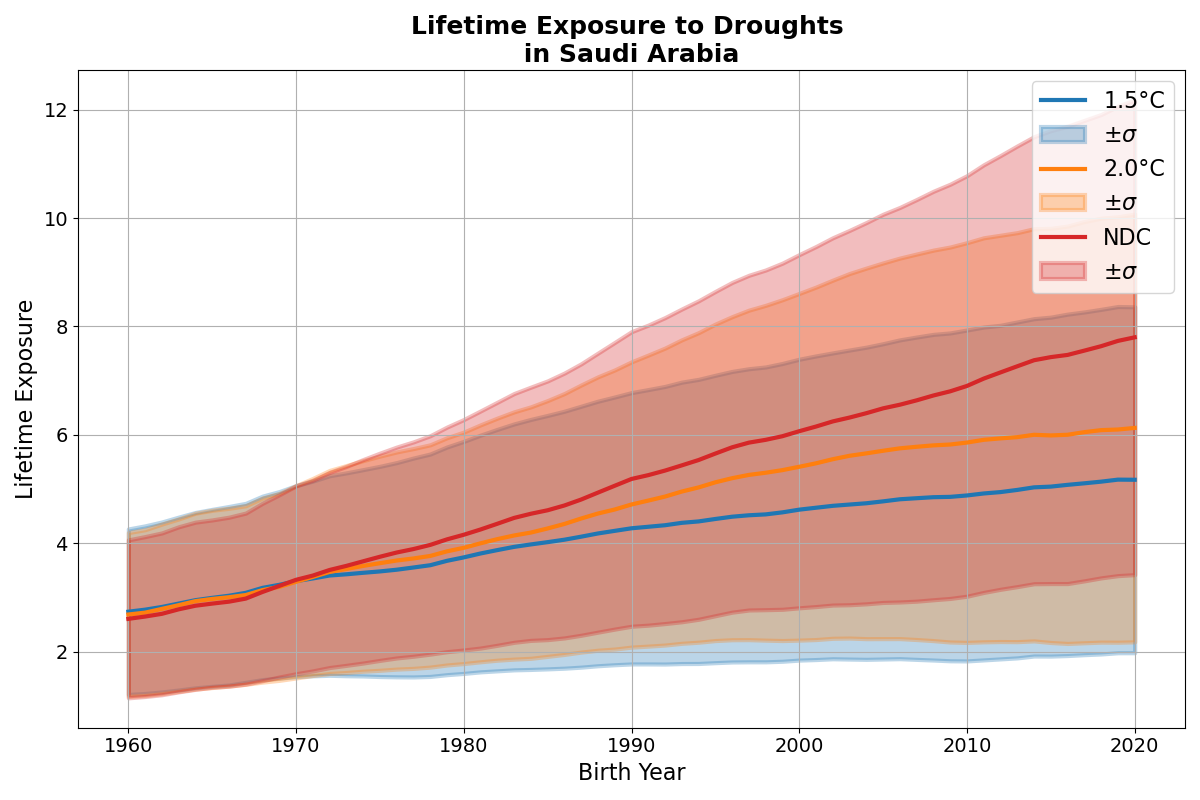 Lifetime Exposure to Droughts
in Saudi Arabia
Lifetime Exposure
12
10
8
6
4
2
1960 1970 1980 1990 2000 2010 2020
Birth Year
1.5°C
±σ
2.0°C
±σ
NDC
±σ